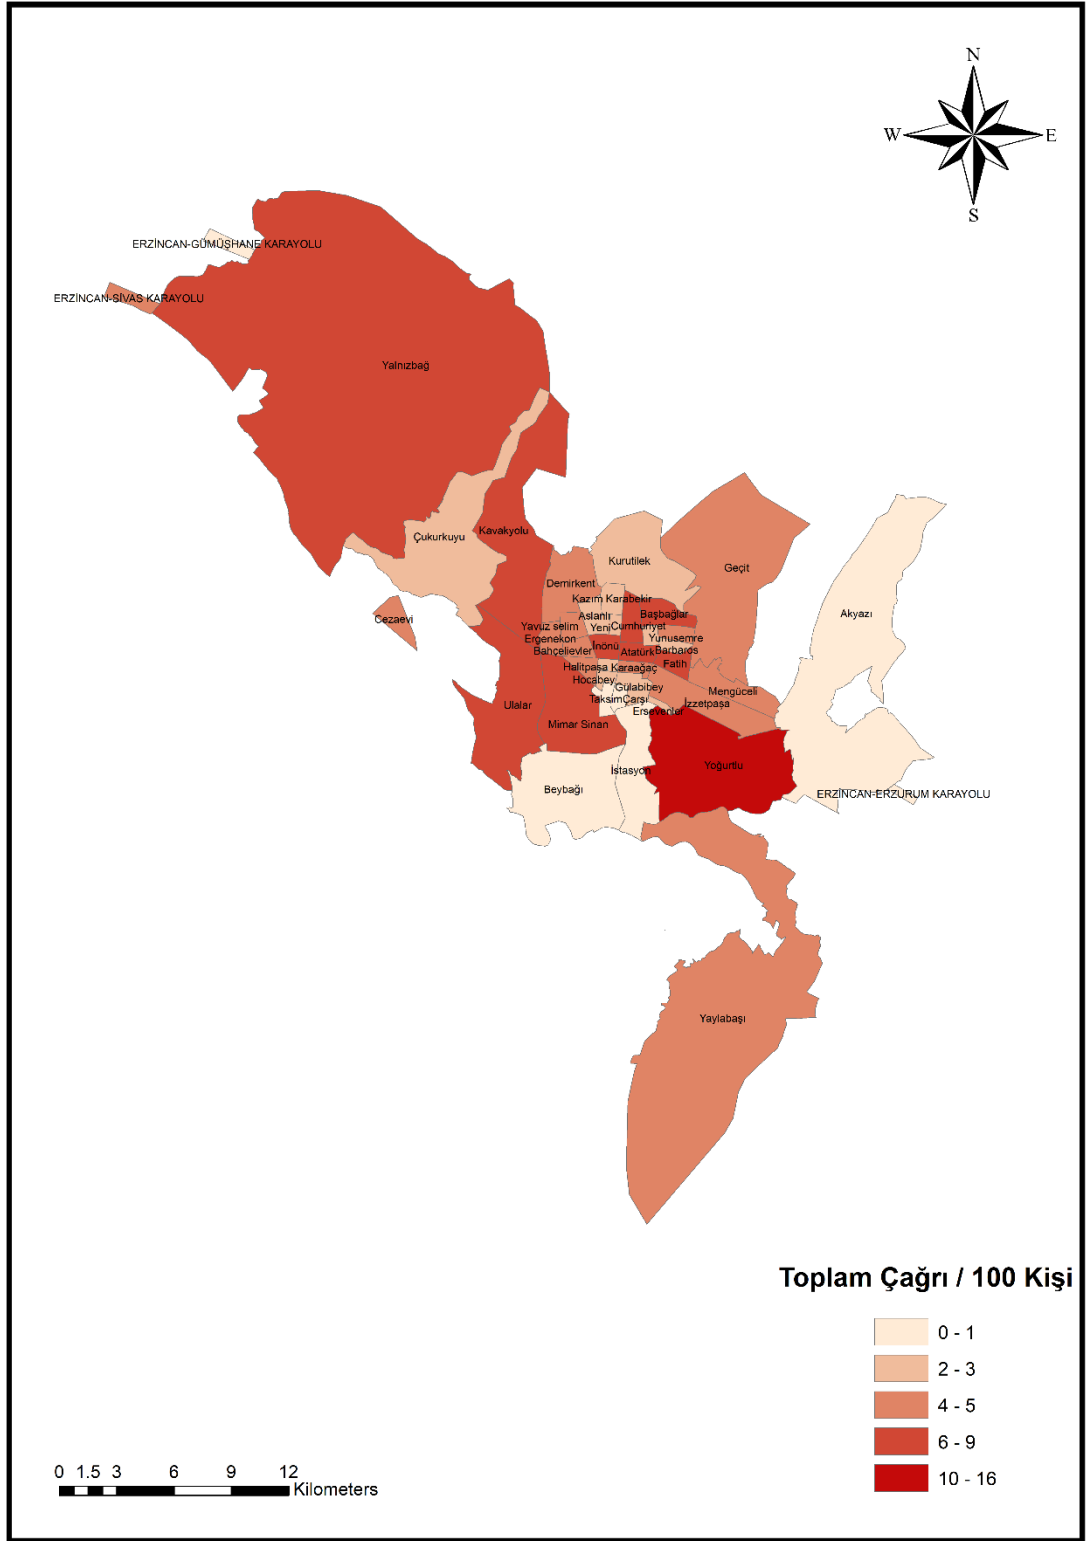 N
W
E
S
ERZİNCAN-GÜMÜŞHANE KARAYOLU
ERZİNCAN-SİVAS KARAYOLU
Yalnızbağ
Kavakyolu
Çukurkuyu
Kurutilek
Geçit
Demirkent
Akyazı
Kazım Karabekir
Aslanlı
Başbağlar
Cezaevi
Yavuz selim
Yeni
Cumhuriyet
Ergenekon
Yunusemre
İnönü
Bahçelievler
Atatürk
Barbaros
Halitpaşa
Karaağaç
Fatih
Hocabey
Gülabibey
Mengüceli
Ulalar
Taksim
Çarşı
İzzetpaşa
Ersevenler
Mimar Sinan
Yoğurtlu
İstasyon
Beybağı
ERZİNCAN-ERZURUM KARAYOLU
Yaylabaşı
Toplam Çağrı / 100 Kişi
0 - 1
2 - 3
4 - 5
6 - 9
10 - 16
0 1.5 3 6 9 12
Kilometers